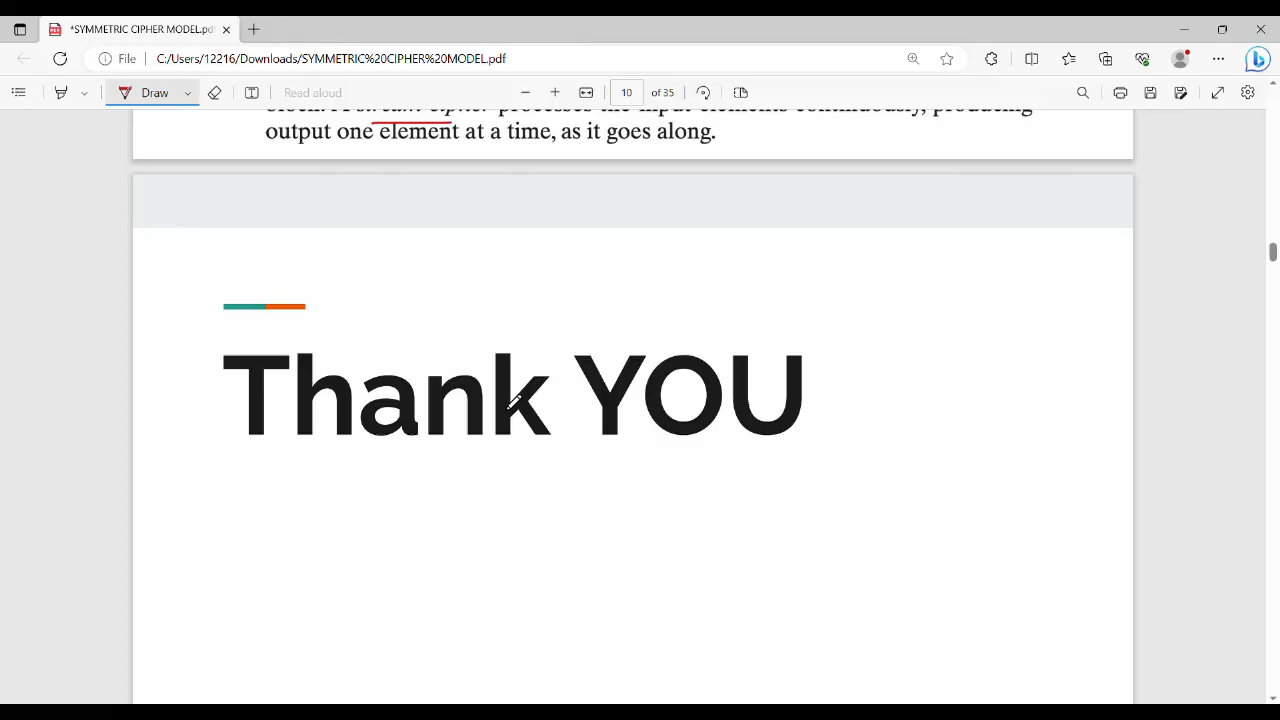 *SYMMETRIC CIPHER MODEL.pdf
File C:/Users/12216/Downloads/SYMMETRIC%20CIPHER%20MODEL.pdf
Draw Read aloud 10 of 35
output one element at a time, as it goes along.
Thank YOU